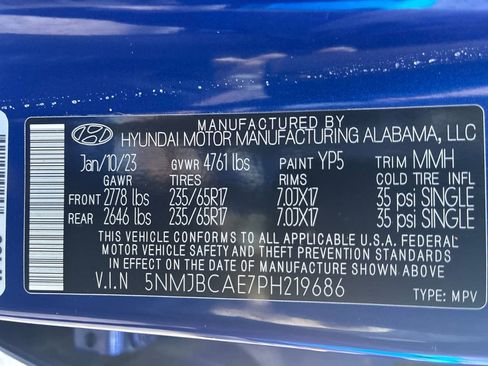 MANUFACTURED BY
HYUNDAI MOTOR MANUFACTURING ALABAMA, LLC
Jan/10/23 GVWR 4761 lbs PAINT YP5 TRIM MMH
GAWR TIRES RIMS COLD TIRE INFL
FRONT 2778 lbs 235/65R17 7.0JX17 35 psi SINGLE
REAR 2646 lbs 235/65R17 7.0JX17 35 psi SINGLE
THIS VEHICLE CONFORMS TO ALL APPLICABLE U.S.A. FEDERAL
MOTOR VEHICLE SAFETY AND THEFT PREVENTION STANDARDS
IN EFFECT ON THE DATE OF MANUFACTURE SHOWN ABOVE.
V.I.N 5NMJBCAE7PH219686 TYPE: MPV